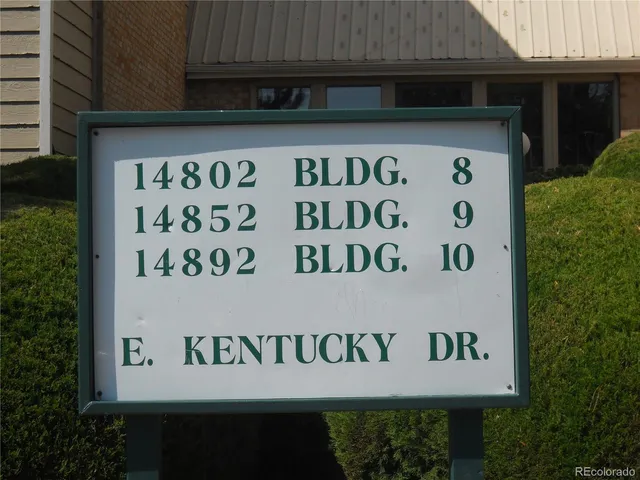 14802 BLDG. 8
14852 BLDG. 9
14892 BLDG. 10
E. KENTUCKY DR.
REcolorado